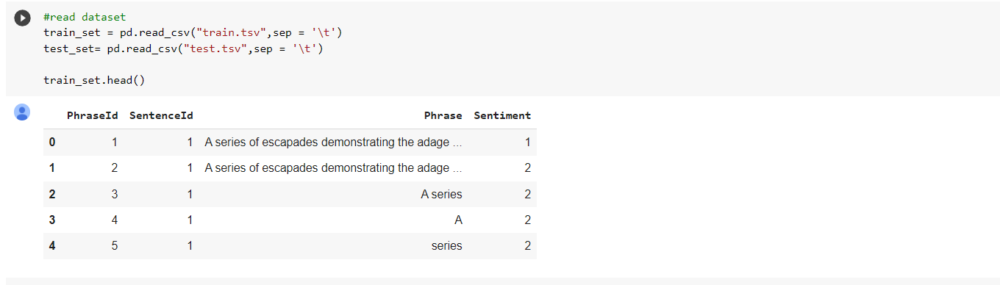 #read dataset
train_set = pd.read_csv("train.tsv",sep = '\t')
test_set= pd.read_csv("test.tsv",sep = '\t')
train_set.head()
PhraseId SentenceId Phrase Sentiment
0 1 1 A series of escapades demonstrating the adage ... 1
1 2 1 A series of escapades demonstrating the adage ... 2
2 3 1 A series 2
3 4 1 A 2
4 5 1 series 2